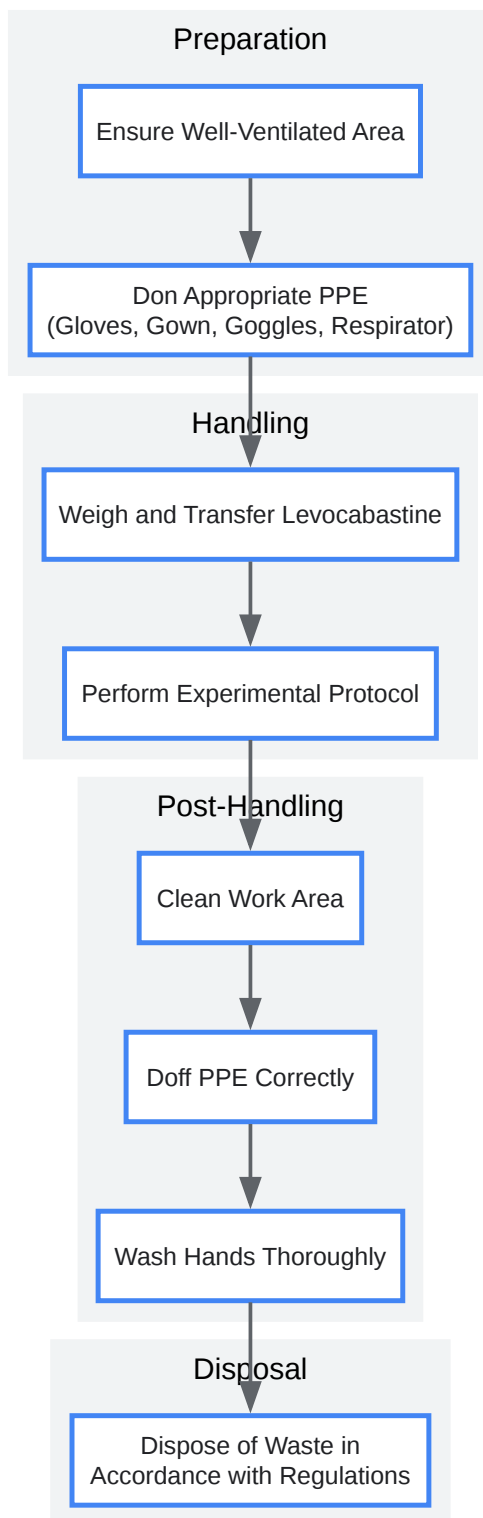 Preparation
Ensure Well-Ventilated Area
Don Appropriate PPE
(Gloves, Gown, Goggles, Respirator)
Handling
Weigh and Transfer Levocabastine
Perform Experimental Protocol
Post-Handling
Clean Work Area
Doff PPE Correctly
Wash Hands Thoroughly
Disposal
Dispose of Waste in
Accordance with Regulations